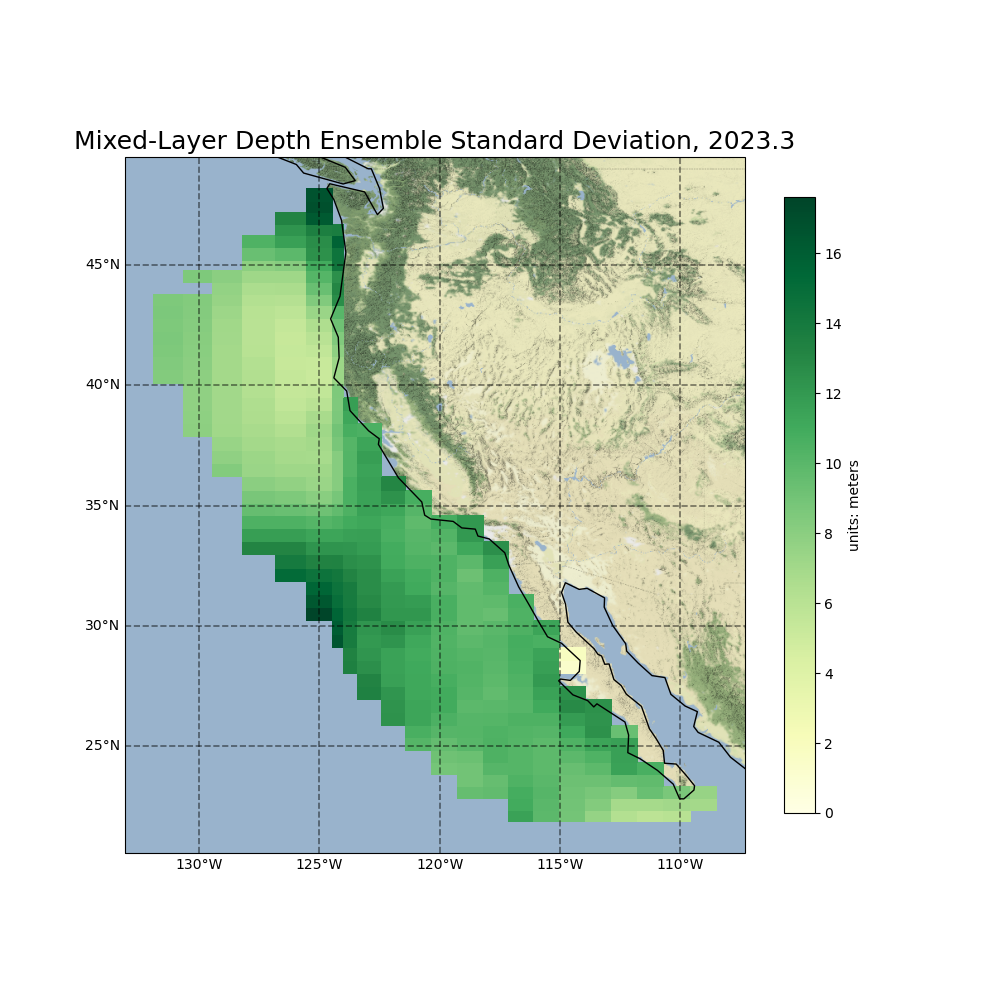 Mixed-Layer Depth Ensemble Standard Deviation, 2023.3
45°N
40°N
35°N
30°N
25°N
130°W
125°W
120°W
115°W
110°W
16
14
12
10
8
6
4
2
0
units: meters